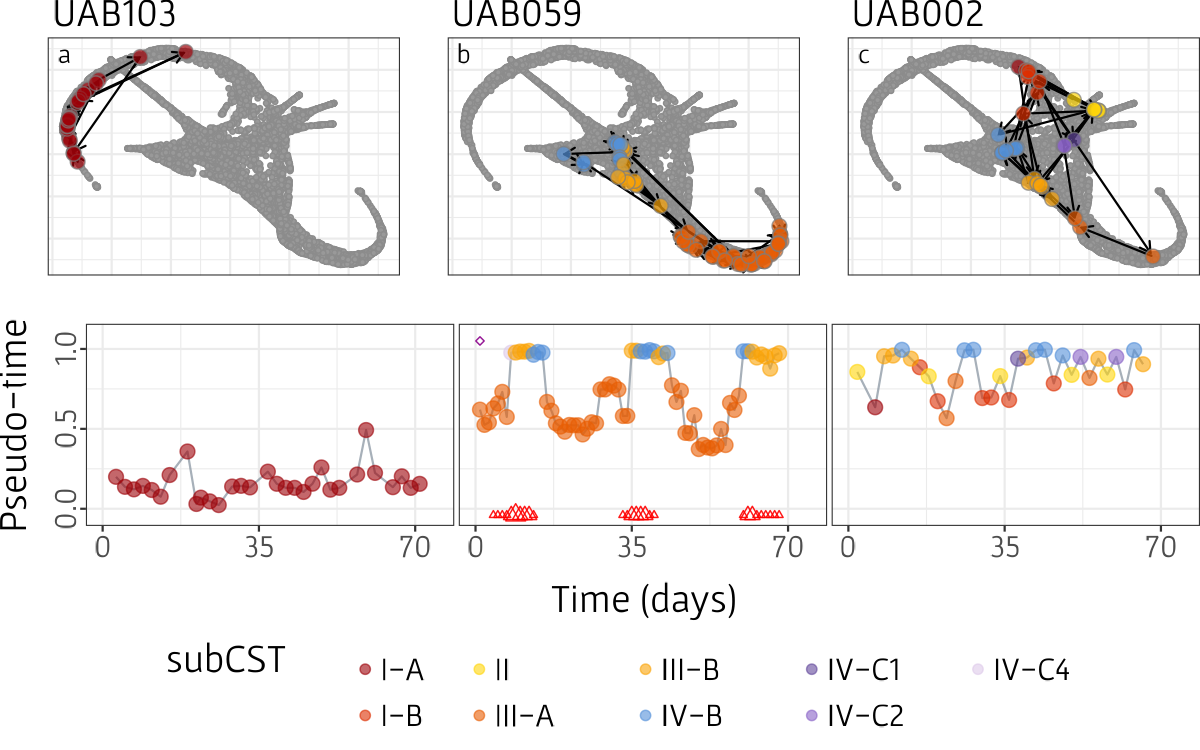 UAB103 UAB059 UAB002
a b c
Pseudo-time
1.0
0.5
0.0
0 35 70 0 35 70 0 35 70
Time (days)
subCST
I-A II III-B IV-C1 IV-C4
I-B III-A IV-B IV-C2